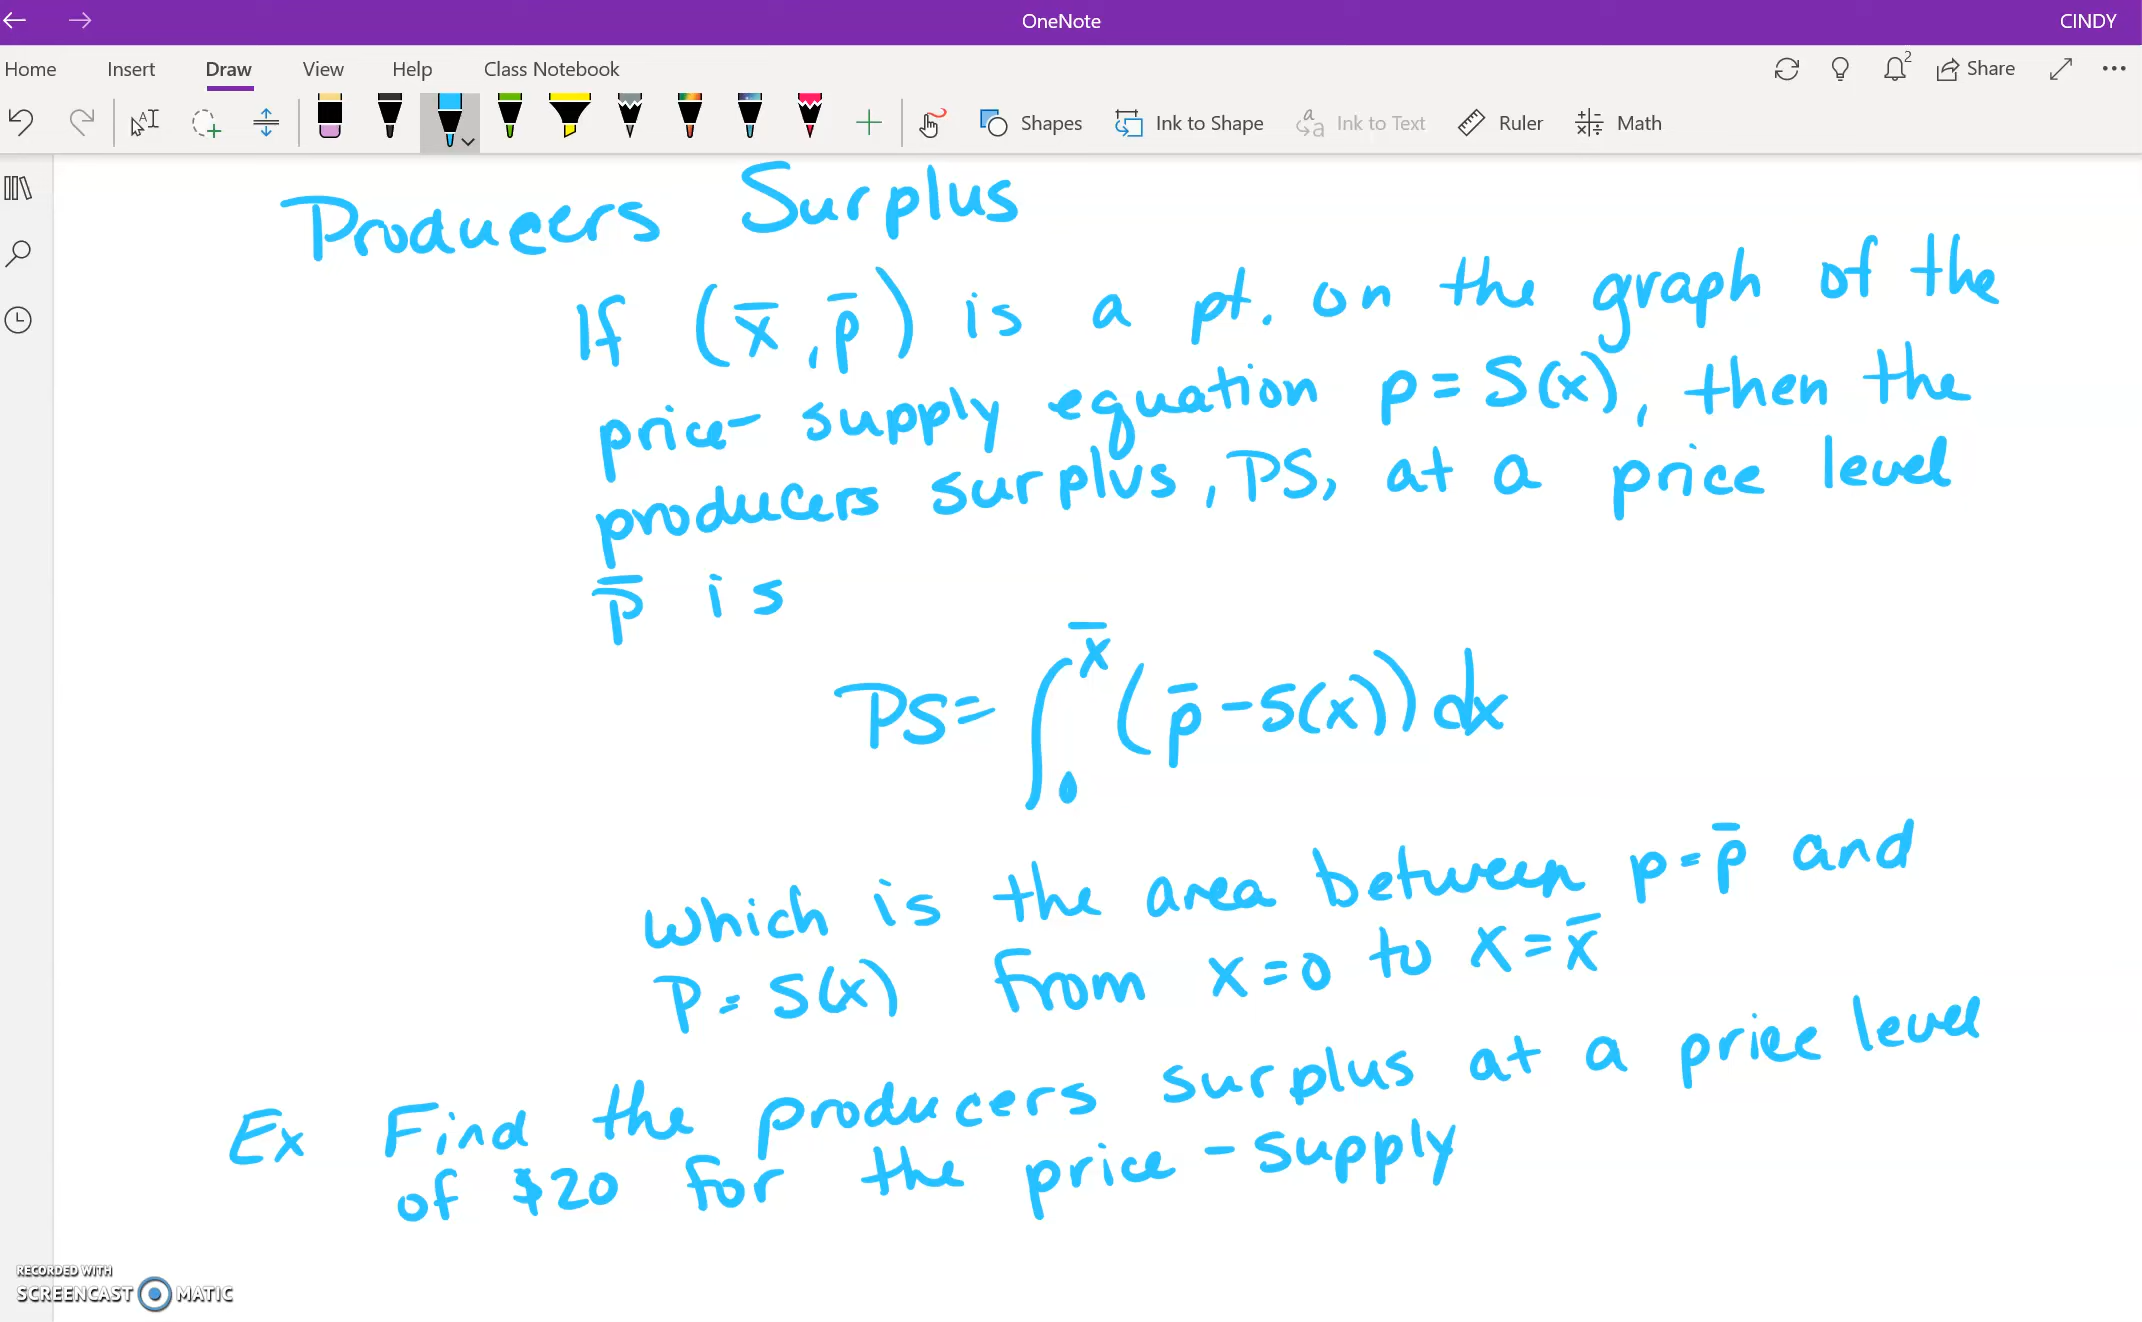 OneNote CINDY
Home Insert Draw View Help Class Notebook 2 Share
Shapes Ink to Shape Ink to Text Ruler Math
Producers Surplus
If (x̄, p̄) is a pt. on the graph of the
price-supply equation p = S(x), then the
producers surplus, PS, at a price level
p̄ is
PS = ∫₀^x̄ (p̄ - S(x)) dx
which is the area between p = p̄ and
p = S(x) from x = 0 to x = x̄
Ex Find the producers surplus at a price level
of $20 for the price-supply
RECORDED WITH
SCREENCAST MATIC